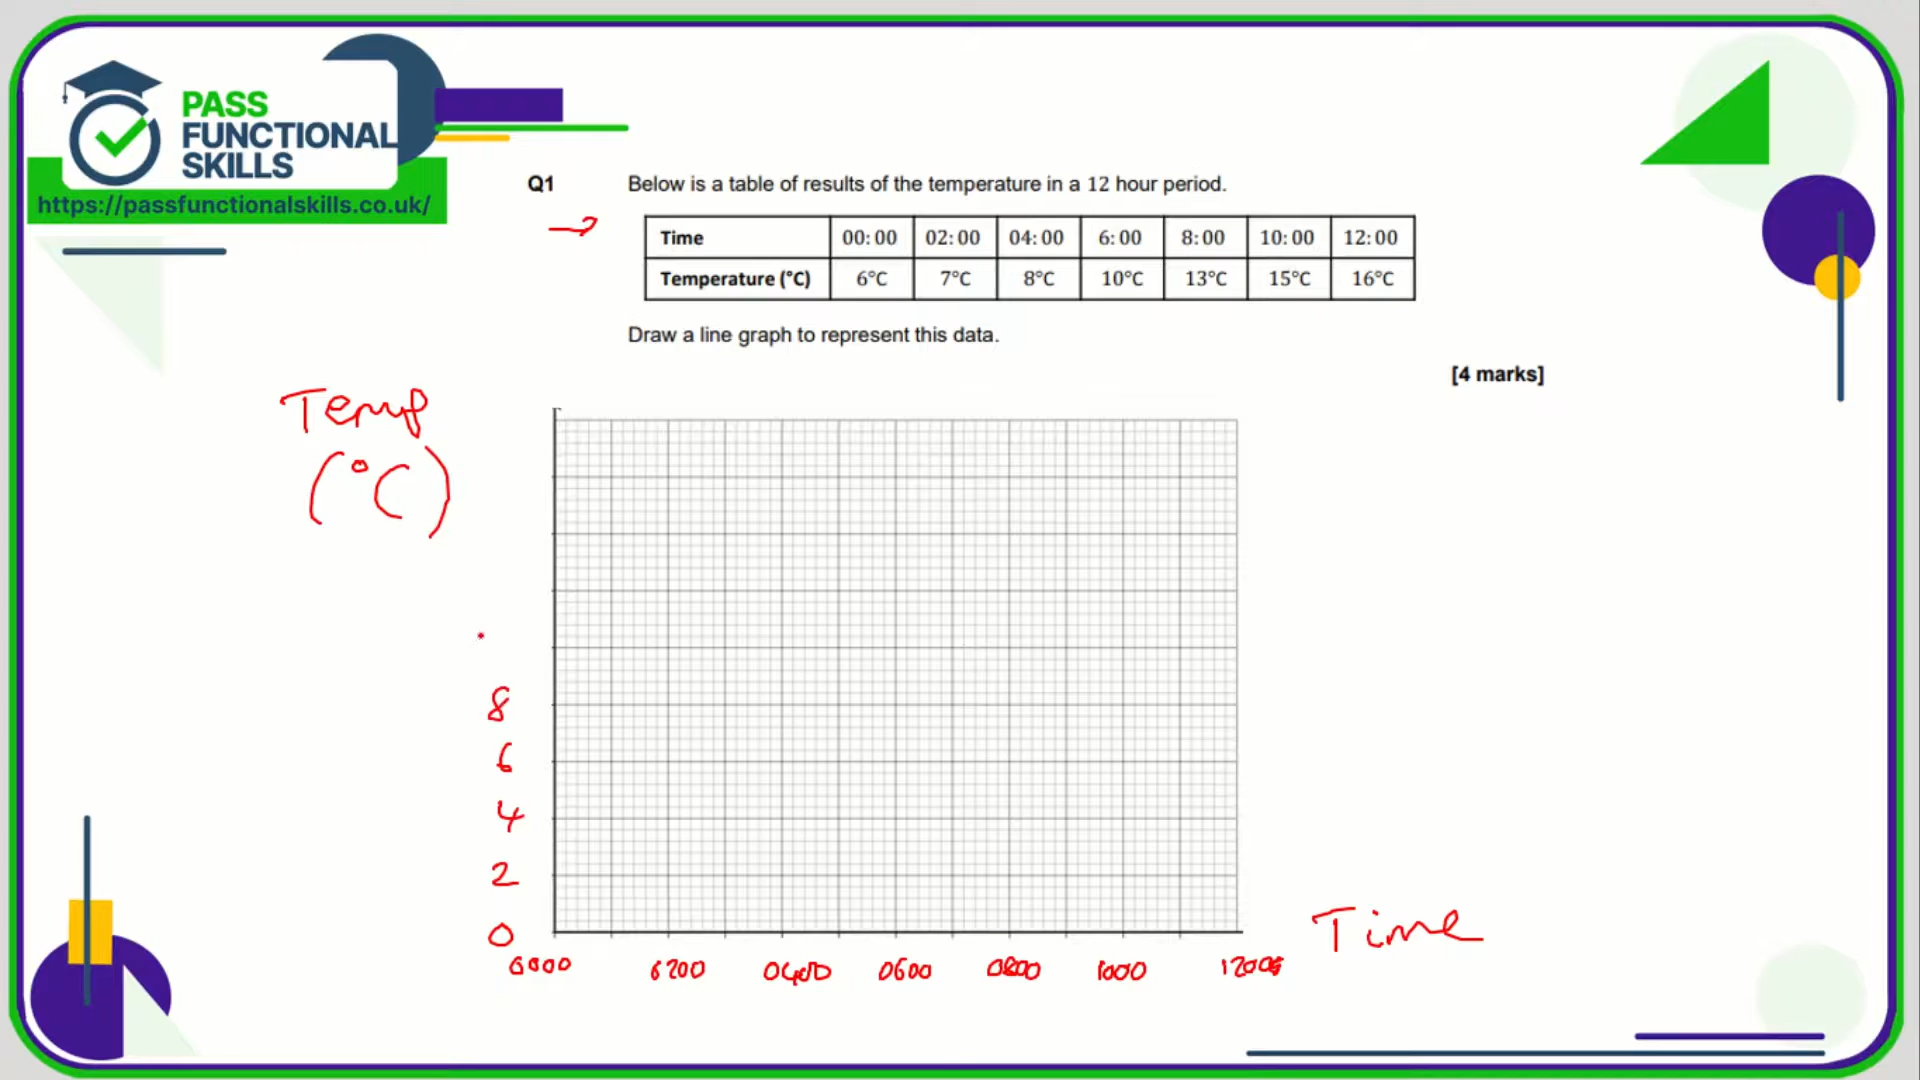 PASS
FUNCTIONAL
SKILLS
https://passfunctionalskills.co.uk/
Q1 Below is a table of results of the temperature in a 12 hour period.
Time 00:00 02:00 04:00 6:00 8:00 10:00 12:00
Temperature (°C) 6°C 7°C 8°C 10°C 13°C 15°C 16°C
Draw a line graph to represent this data.
[4 marks]
Temp
(°C)
8
6
4
2
0
Time
0000 0200 0400 0600 0800 1000 1200